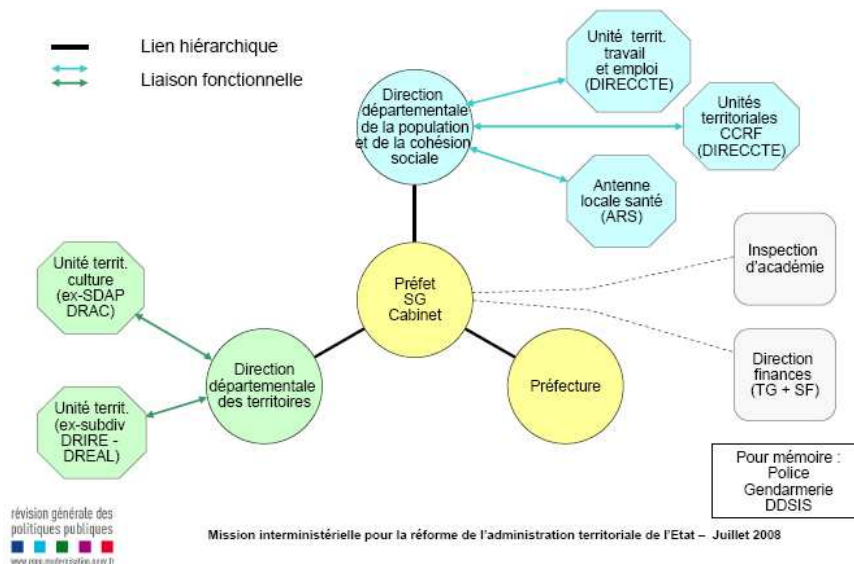 Lien hiérarchique
Liaison fonctionnelle
Direction
départementale
de la population
et de la cohésion
sociale
Unité territ.
travail
et emploi
(DIRECCTE)
Unités
territoriales
CCRF
(DIRECCTE)
Antenne
locale santé
(ARS)
Inspection
d'académie
Préfet
SG
Cabinet
Unité territ.
culture
(ex-SDAP
DRAC)
Direction
départementale
des territoires
Préfecture
Direction
finances
(TG + SF)
Unité territ.
(ex-subdiv
DRIRE -
DREAL)
Pour mémoire :
Police
Gendarmerie
DDSIS
révision générale des
politiques publiques
Mission interministérielle pour la réforme de l'administration territoriale de l'Etat – Juillet 2008